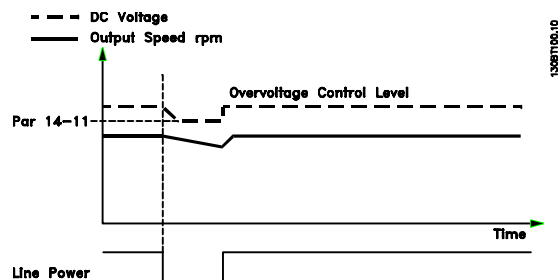 DC Voltage
Output Speed rpm
130BT100.10
Overvoltage Control Level
Par 14-11
Time
Line Power